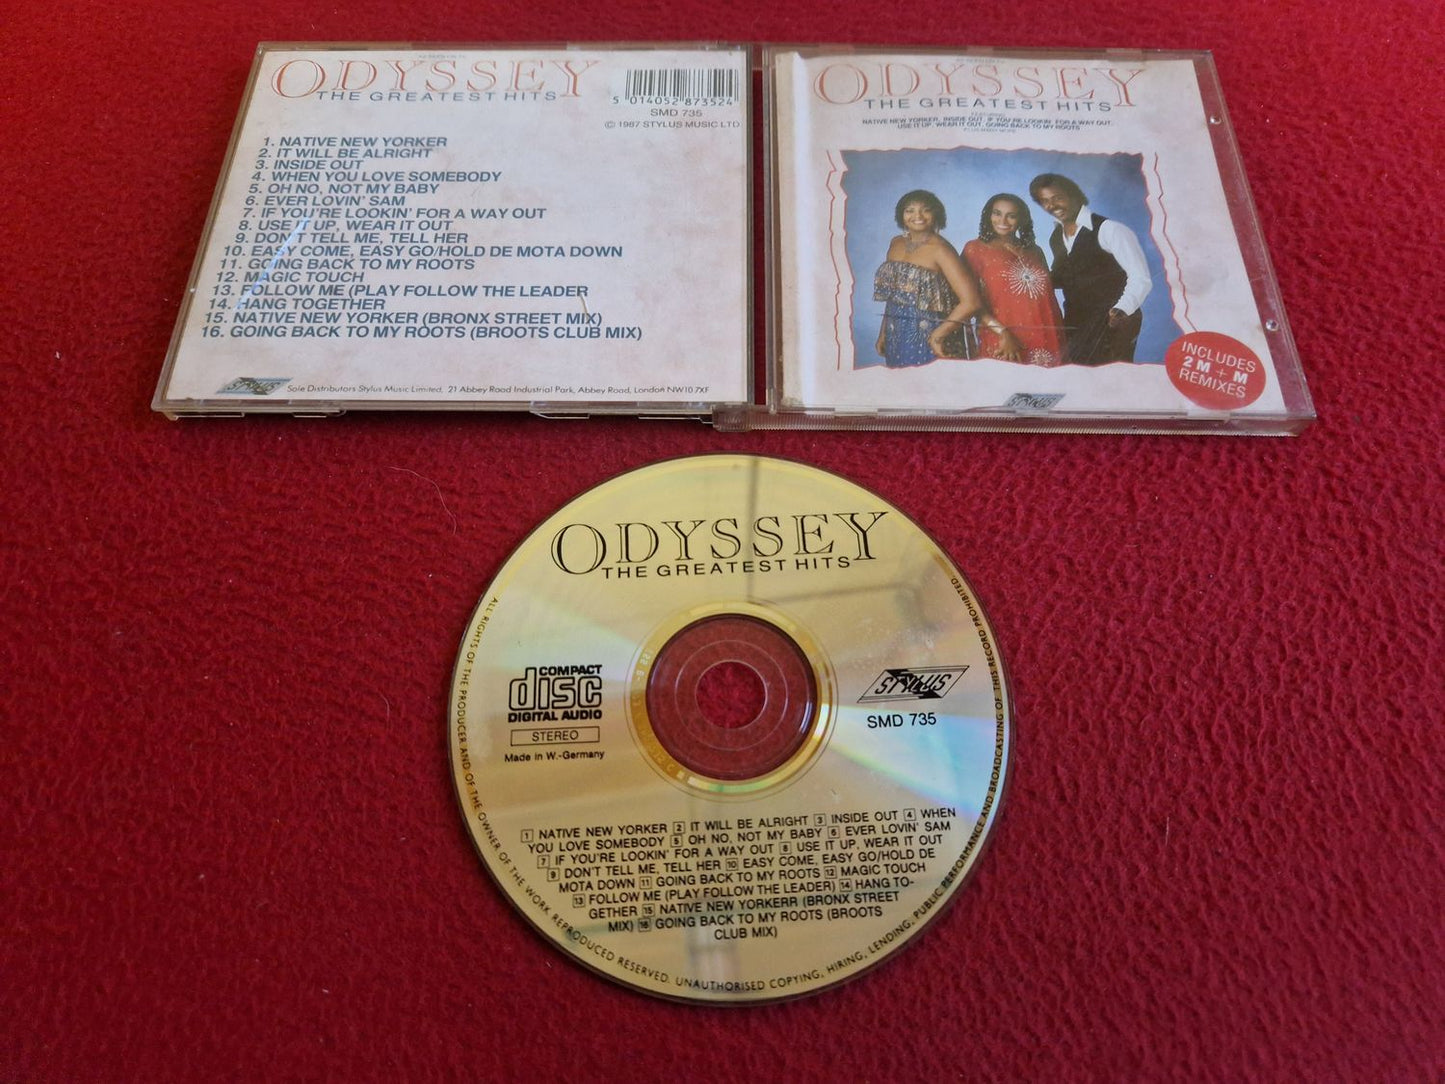 ODYSSEY
THE GREATEST HITS
5 014052 873524
SMD 735
© 1987 STYLUS MUSIC LTD
1. NATIVE NEW YORKER
2. IT WILL BE ALRIGHT
3. INSIDE OUT
4. WHEN YOU LOVE SOMEBODY
5. OH NO, NOT MY BABY
6. EVER LOVIN' SAM
7. IF YOU'RE LOOKIN' FOR A WAY OUT
8. USE IT UP, WEAR IT OUT
9. DON'T TELL ME, TELL HER
10. EASY COME, EASY GO/HOLD DE MOTA DOWN
11. GOING BACK TO MY ROOTS
12. MAGIC TOUCH
13. FOLLOW ME (PLAY FOLLOW THE LEADER
14. HANG TOGETHER
15. NATIVE NEW YORKER (BRONX STREET MIX)
16. GOING BACK TO MY ROOTS (BROOTS CLUB MIX)
STYLUS
Sole Distributors Stylus Music Limited, 21 Abbey Road Industrial Park, Abbey Road, London NW10 7XF
ODYSSEY
THE GREATEST HITS
FEATURING
NATIVE NEW YORKER, INSIDE OUT, IF YOU'RE LOOKIN' FOR A WAY OUT,
USE IT UP, WEAR IT OUT, GOING BACK TO MY ROOTS
PLUS MANY MORE
INCLUDES
2 M + M
REMIXES
STYLUS
ODYSSEY
THE GREATEST HITS
COMPACT
disc
DIGITAL AUDIO
STEREO
Made in W.-Germany
STYLUS
SMD 735
1 NATIVE NEW YORKER 2 IT WILL BE ALRIGHT 3 INSIDE OUT 4 WHEN
YOU LOVE SOMEBODY 5 OH NO, NOT MY BABY 6 EVER LOVIN' SAM
7 IF YOU'RE LOOKIN' FOR A WAY OUT 8 USE IT UP, WEAR IT OUT
9 DON'T TELL ME, TELL HER 10 EASY COME, EASY GO/HOLD DE
MOTA DOWN 11 GOING BACK TO MY ROOTS 12 MAGIC TOUCH
13 FOLLOW ME (PLAY FOLLOW THE LEADER) 14 HANG TO-
GETHER 15 NATIVE NEW YORKERR (BRONX STREET
MIX) 16 GOING BACK TO MY ROOTS (BROOTS
CLUB MIX)
ALL RIGHTS OF THE PRODUCER AND OF THE OWNER OF THE WORK REPRODUCED RESERVED. UNAUTHORISED COPYING, HIRING, LENDING, PUBLIC PERFORMANCE AND BROADCASTING OF THIS RECORD PROHIBITED.